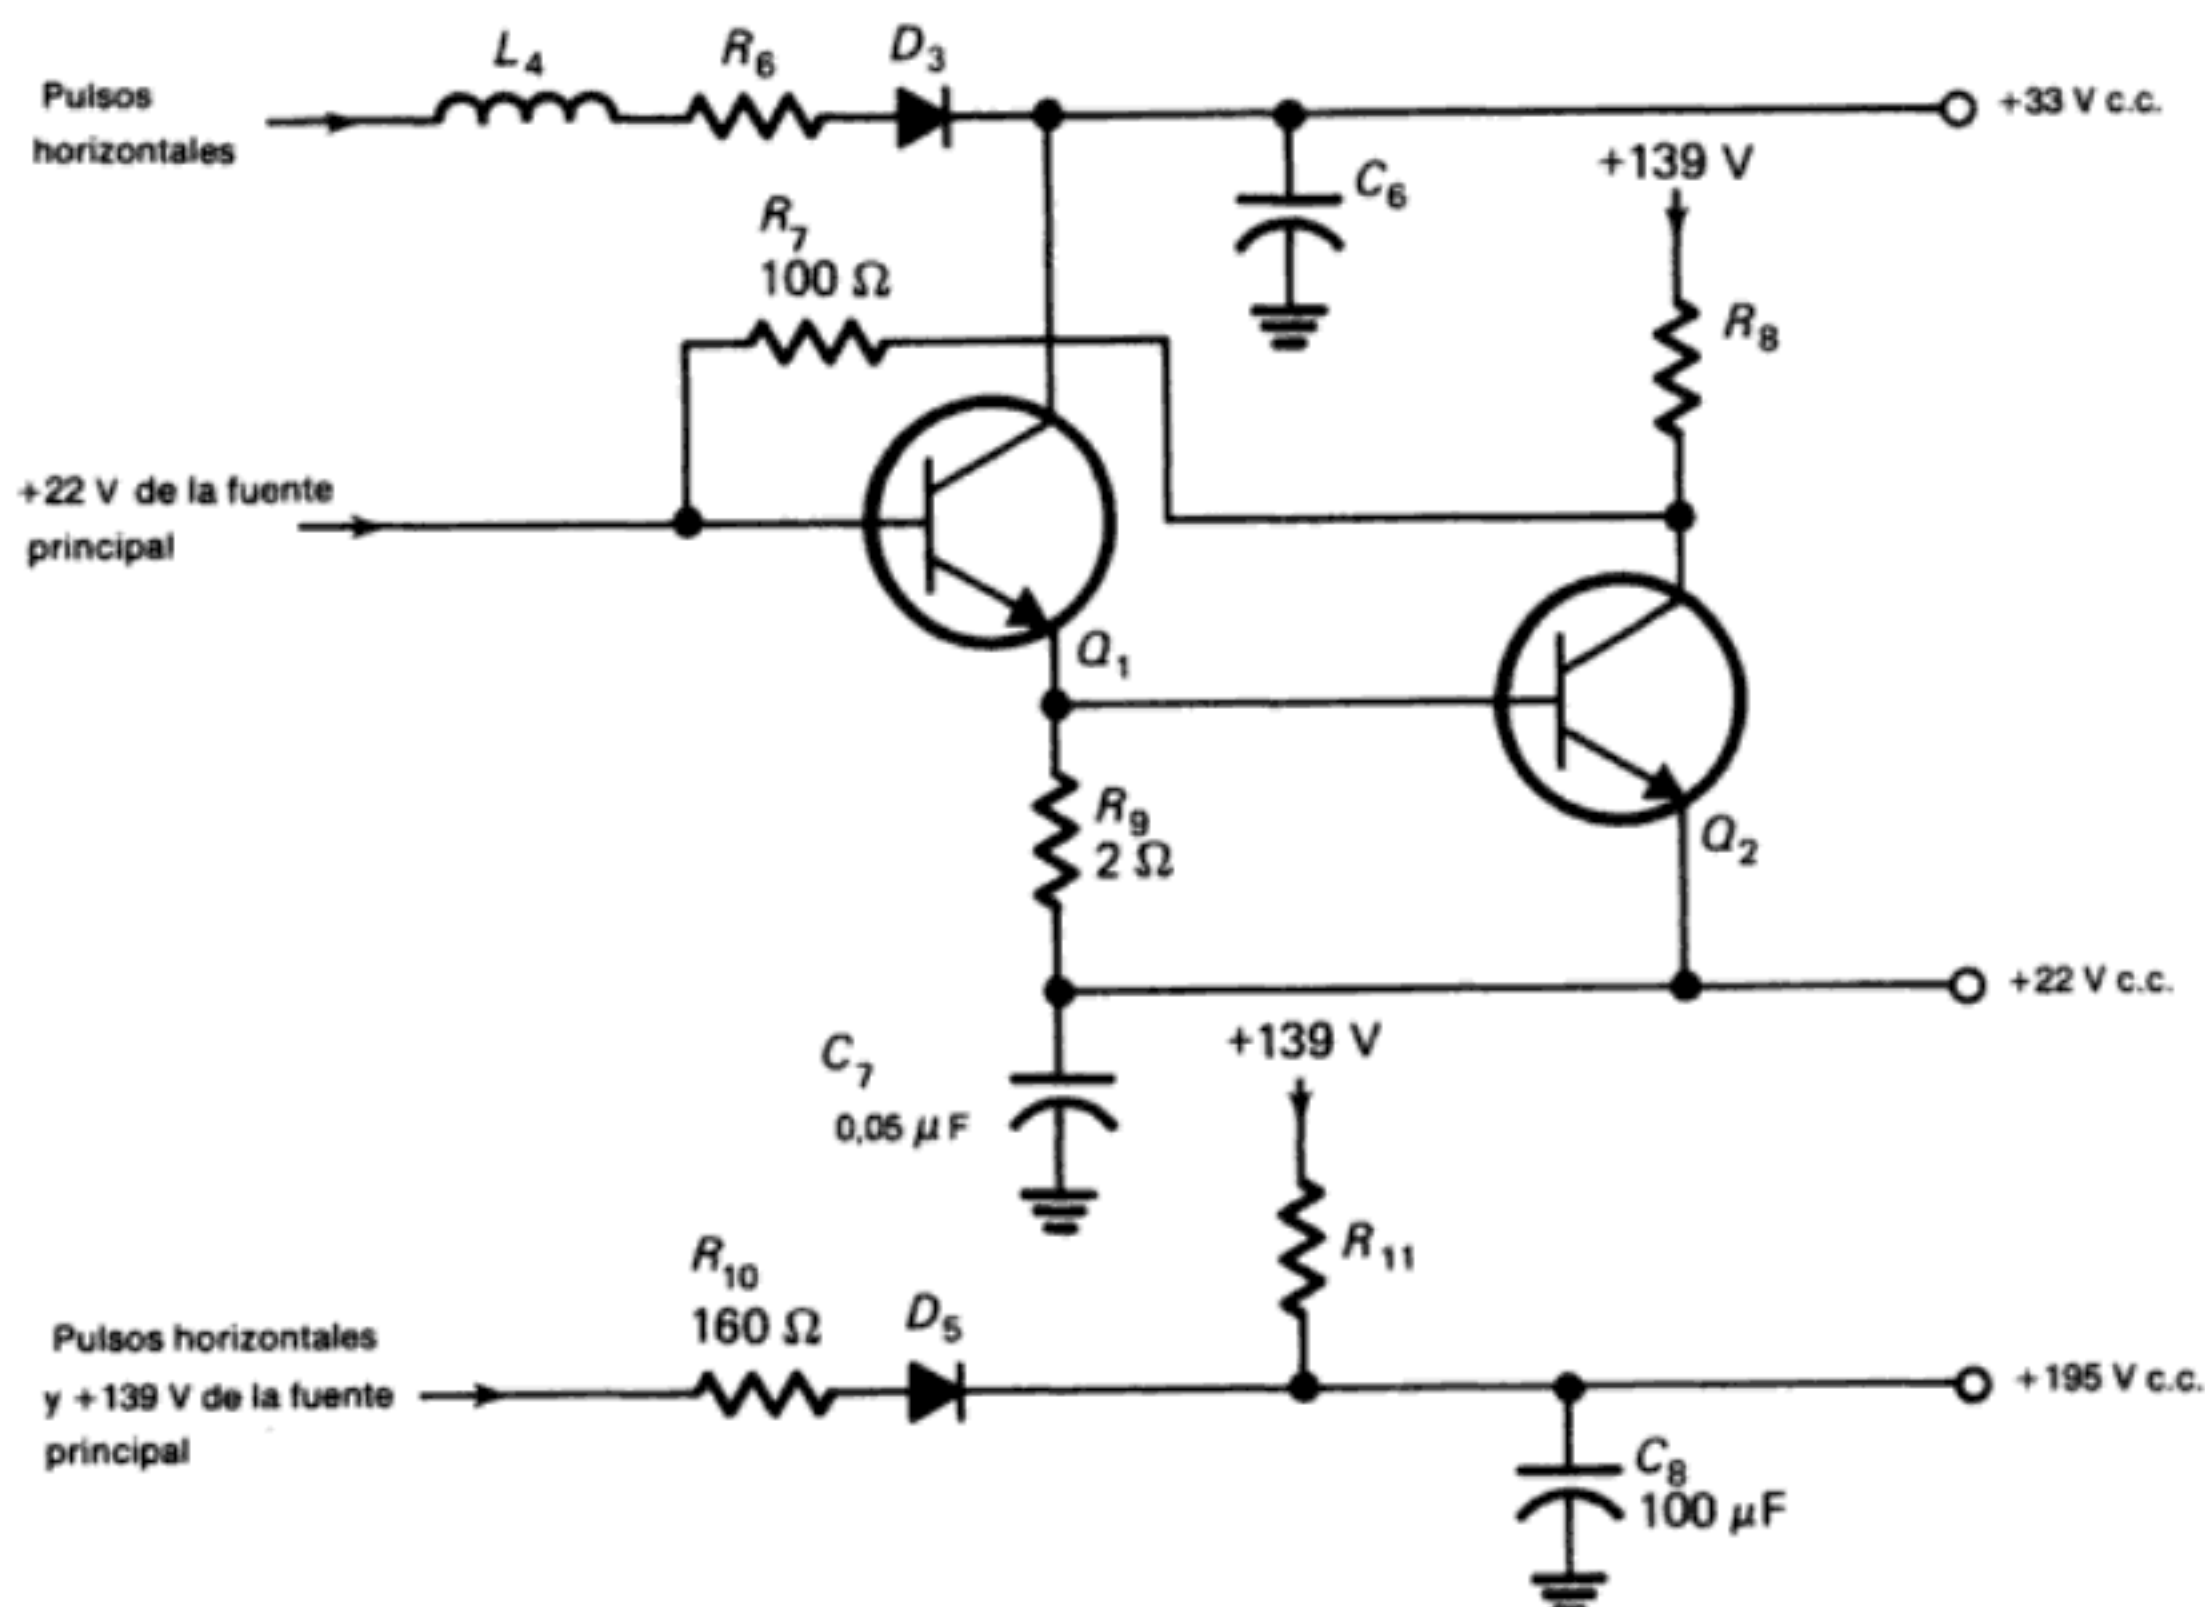 L4
R6
D3
Pulsos
horizontales
+33 V c.c.
+139 V
C6
R7
100 Ω
R8
+22 V de la fuente
principal
Q1
R9
2 Ω
Q2
+22 V c.c.
+139 V
C7
0,05 μF
R11
R10
160 Ω
D5
Pulsos horizontales
y +139 V de la fuente
principal
+195 V c.c.
C8
100 μF